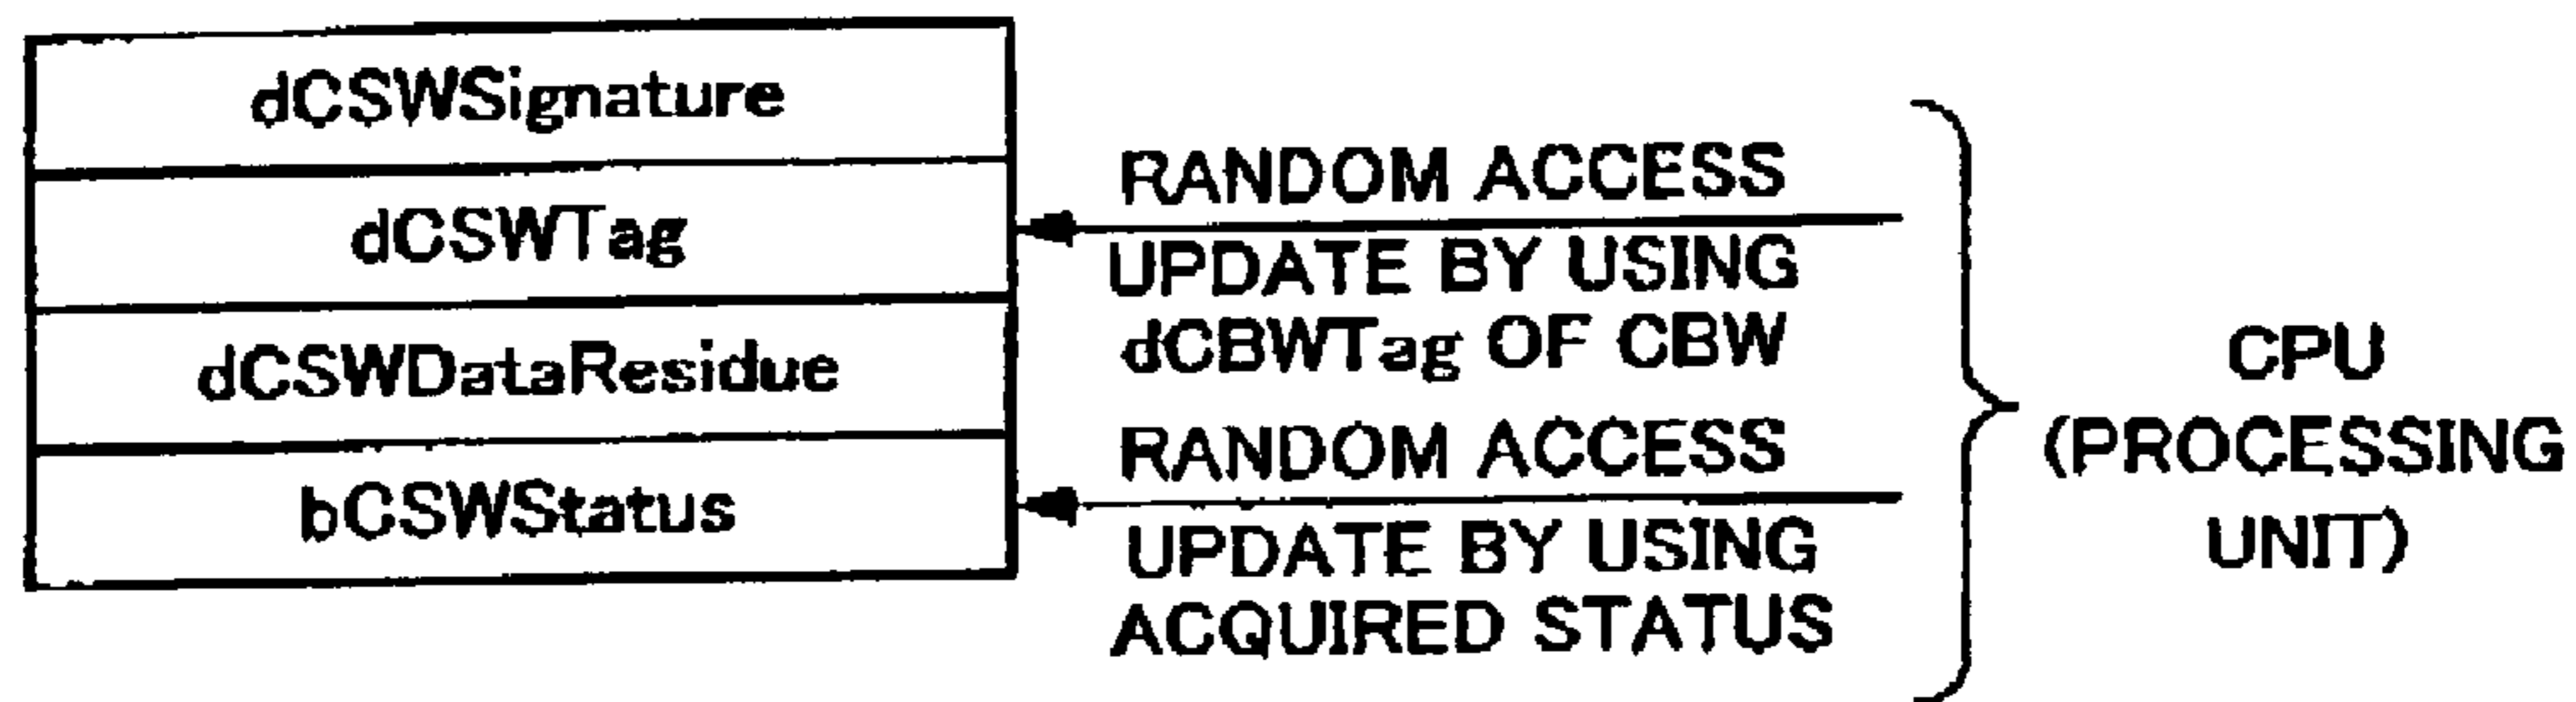 dCSWSignature
dCSWTag
dCSWDataResidue
bCSWStatus
RANDOM ACCESS
UPDATE BY USING
dCBWTag OF CBW
RANDOM ACCESS
UPDATE BY USING
ACQUIRED STATUS
CPU
(PROCESSING
UNIT)